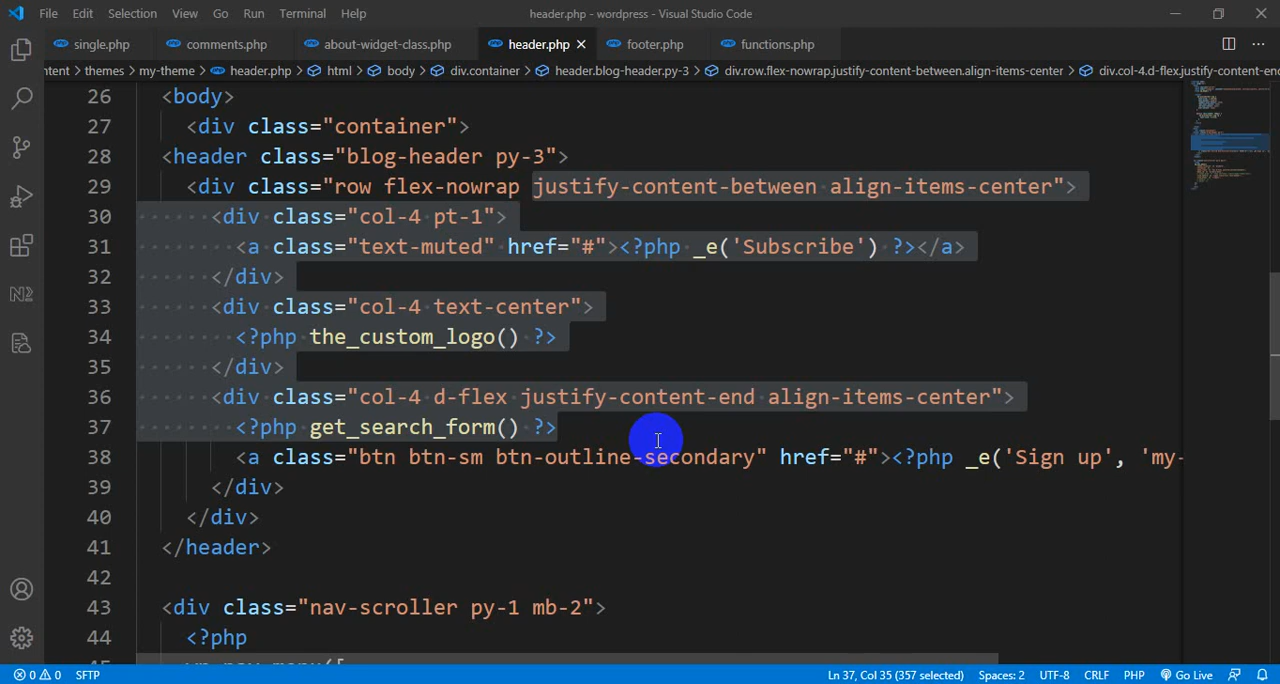 File Edit Selection View Go Run Terminal Help header.php - wordpress - Visual Studio Code
single.php comments.php about-widget-class.php header.php footer.php functions.php
ntent > themes > my-theme > header.php > html > body > div.container > header.blog-header.py-3 > div.row.flex-nowrap.justify-content-between.align-items-center > div.col-4.d-flex.justify-content-en
26 <body>
27 <div class="container">
28 <header class="blog-header py-3">
29 <div class="row flex-nowrap justify-content-between align-items-center">
30 <div class="col-4 pt-1">
31 <a class="text-muted" href="#"><?php _e('Subscribe') ?></a>
32 </div>
33 <div class="col-4 text-center">
34 <?php the_custom_logo() ?>
35 </div>
36 <div class="col-4 d-flex justify-content-end align-items-center">
37 <?php get_search_form() ?>
38 <a class="btn btn-sm btn-outline-secondary" href="#"><?php _e('Sign up', 'my-
39 </div>
40 </div>
41 </header>
42
43 <div class="nav-scroller py-1 mb-2">
44 <?php
Ln 37, Col 35 (357 selected) Spaces: 2 UTF-8 CRLF PHP Go Live
0 0 SFTP